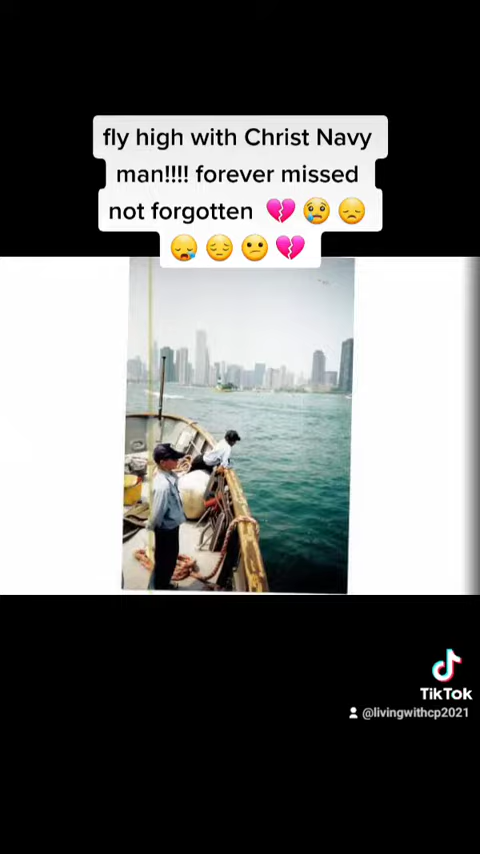 fly high with Christ Navy
man!!!! forever missed
not forgotten 💔 😢 😞
😪 😔 😕 💔
TikTok
@livingwithcp2021